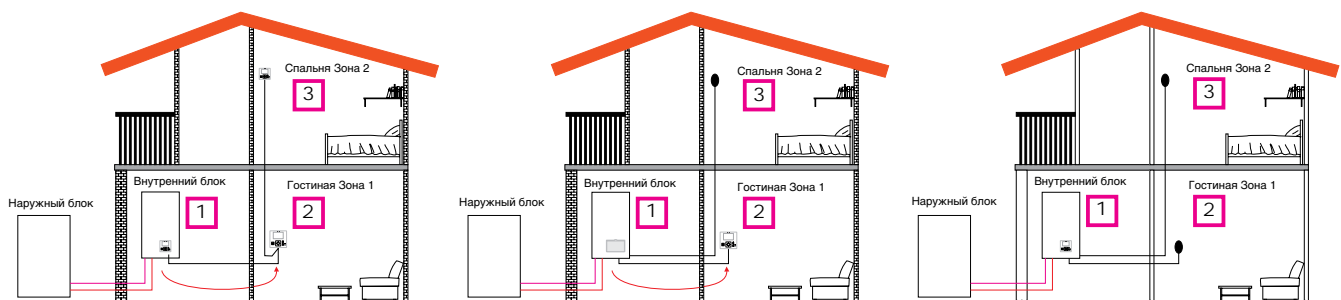 Спальня Зона 2
3
Внутренний блок
Гостиная Зона 1
1
2
Наружный блок
Спальня Зона 2
3
Внутренний блок
Гостиная Зона 1
1
2
Наружный блок
Спальня Зона 2
3
Внутренний блок
Гостиная Зона 1
1
2
Наружный блок